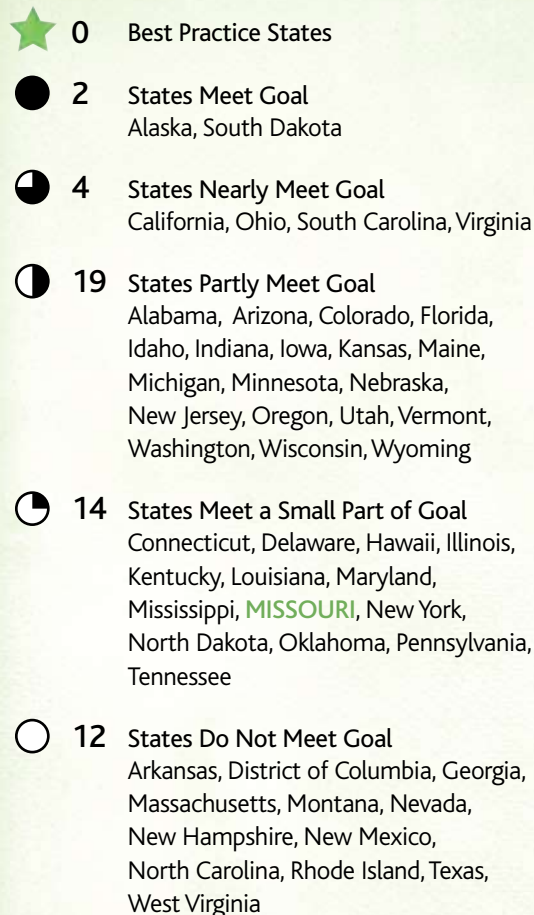 0 Best Practice States
2 States Meet Goal
Alaska, South Dakota
4 States Nearly Meet Goal
California, Ohio, South Carolina, Virginia
19 States Partly Meet Goal
Alabama, Arizona, Colorado, Florida,
Idaho, Indiana, Iowa, Kansas, Maine,
Michigan, Minnesota, Nebraska,
New Jersey, Oregon, Utah, Vermont,
Washington, Wisconsin, Wyoming
14 States Meet a Small Part of Goal
Connecticut, Delaware, Hawaii, Illinois,
Kentucky, Louisiana, Maryland,
Mississippi, MISSOURI, New York,
North Dakota, Oklahoma, Pennsylvania,
Tennessee
12 States Do Not Meet Goal
Arkansas, District of Columbia, Georgia,
Massachusetts, Montana, Nevada,
New Hampshire, New Mexico,
North Carolina, Rhode Island, Texas,
West Virginia